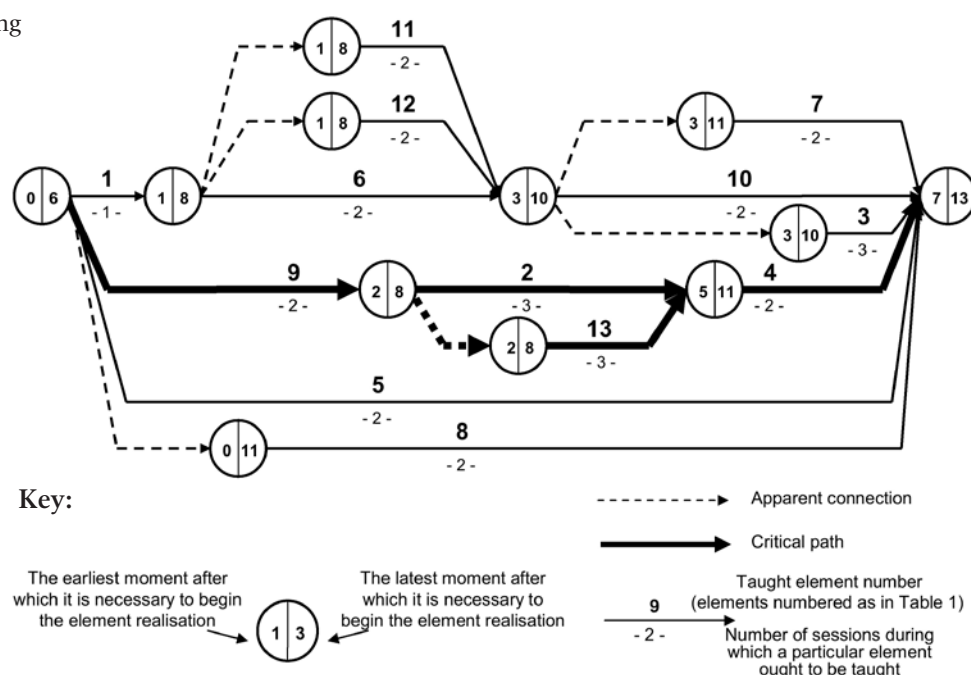 ng
11
1 8
- 2 -
12
1 8
- 2 -
7
3 11
- 2 -
1
6
10
0 6
- 1 -
1 8
- 2 -
3 10
- 2 -
7 13
3
3 10
- 3 -
9
2
4
- 2 -
2 8
- 3 -
5 11
- 2 -
13
2 8
- 3 -
5
- 2 -
8
0 11
- 2 -
Key:
Apparent connection
Critical path
The earliest moment after
which it is necessary to begin
the element realisation
1 3
The latest moment after
which it is necessary to
begin the element realisation
9
- 2 -
Taught element number
(elements numbered as in Table 1)
Number of sessions during
which a particular element
ought to be taught